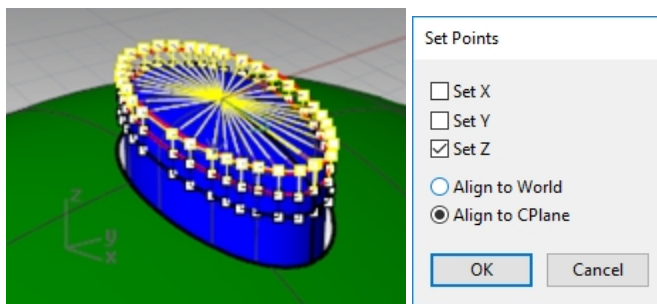 z
y
x
Set Points
Set X
Set Y
Set Z
Align to World
Align to CPlane
OK
Cancel